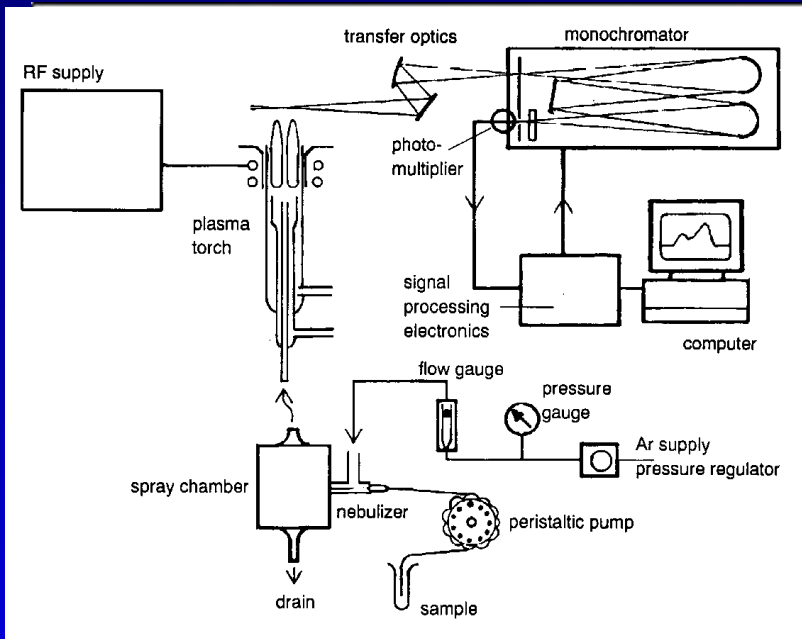 transfer optics
monochromator
RF supply
photo-
multiplier
plasma
torch
signal
processing
electronics
computer
flow gauge
pressure
gauge
Ar supply
pressure regulator
spray chamber
nebulizer
peristaltic pump
drain
sample